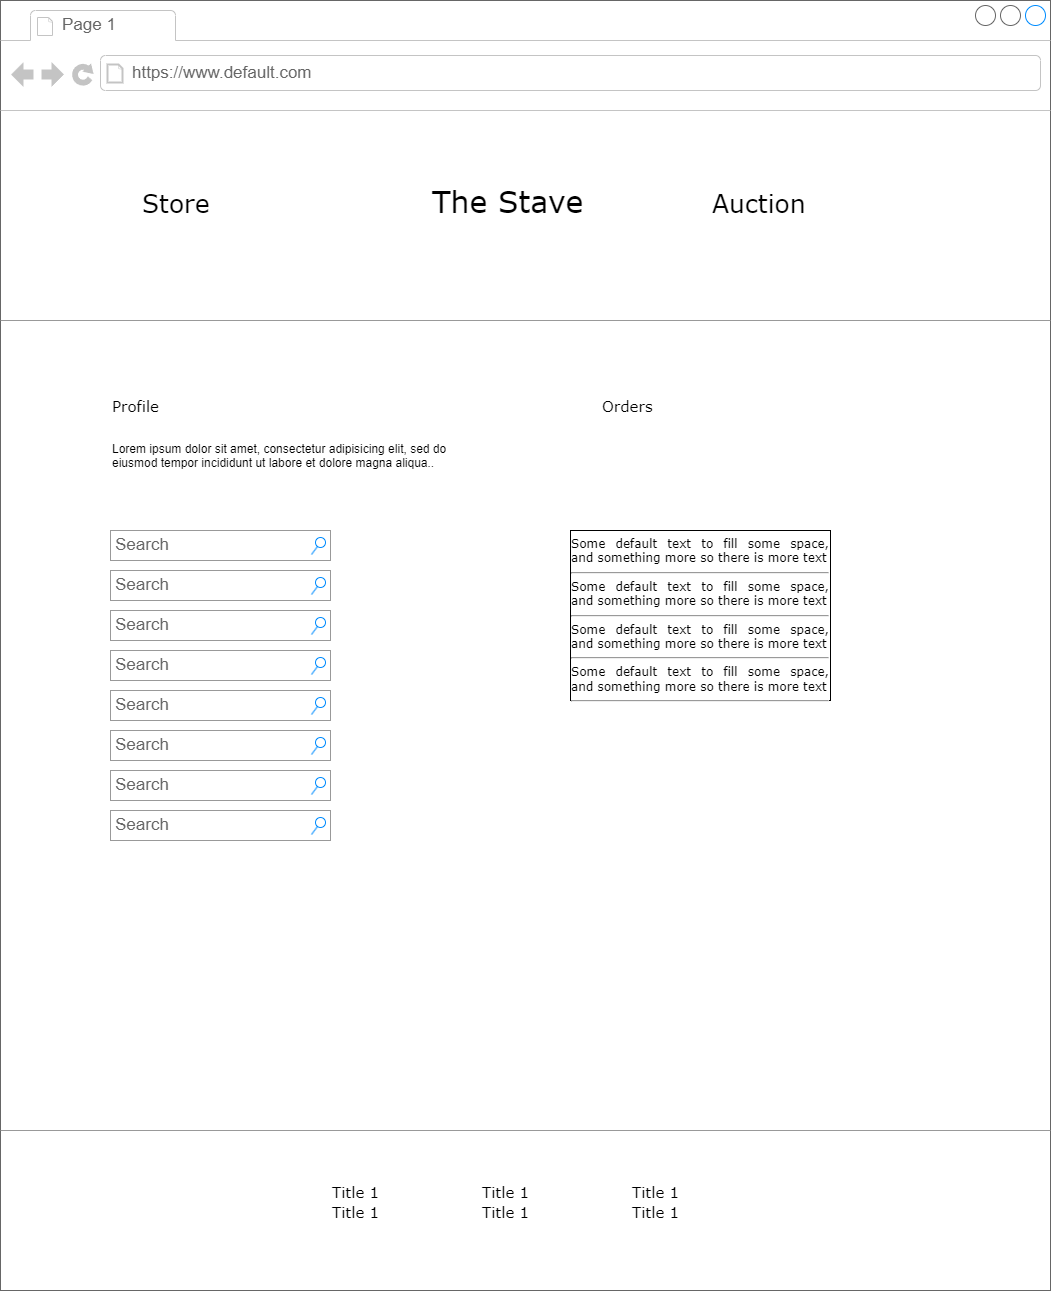 Page 1
https://www.default.com
Store
The Stave
Auction
Profile
Orders
Lorem ipsum dolor sit amet, consectetur adipisicing elit, sed do
eiusmod tempor incididunt ut labore et dolore magna aliqua..
Search
Search
Search
Search
Search
Search
Search
Search
Some default text to fill some space,
and something more so there is more text
Some default text to fill some space,
and something more so there is more text
Some default text to fill some space,
and something more so there is more text
Some default text to fill some space,
and something more so there is more text
Title 1 Title 1 Title 1
Title 1 Title 1 Title 1